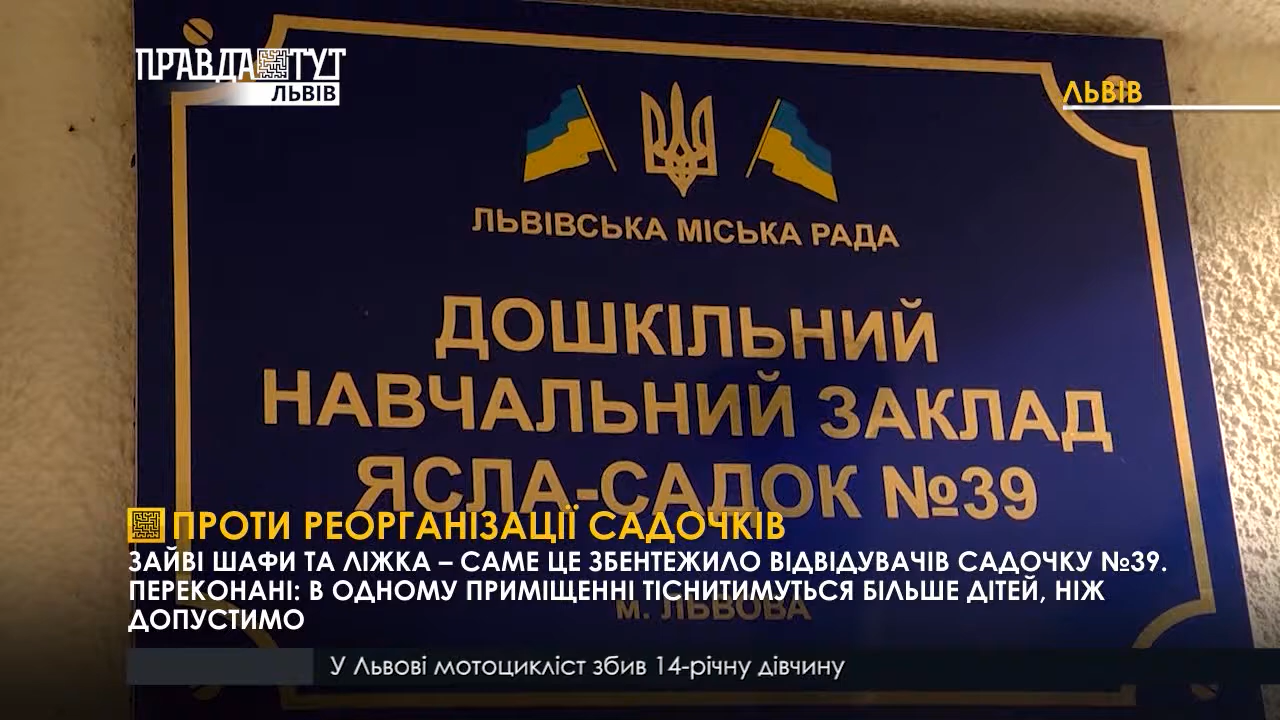 ПРАВДА ТУТ
ЛЬВІВ
ЛЬВІВ
ЛЬВІВСЬКА МІСЬКА РАДА
ДОШКІЛЬНИЙ
НАВЧАЛЬНИЙ ЗАКЛАД
ЯСЛА-САДОК №39
ПРОТИ РЕОРГАНІЗАЦІЇ САДОЧКІВ
ЗАЙВІ ШАФИ ТА ЛІЖКА – САМЕ ЦЕ ЗБЕНТЕЖИЛО ВІДВІДУВАЧІВ САДОЧКУ №39.
ПЕРЕКОНАНІ: В ОДНОМУ ПРИМІЩЕННІ ТІСНИТИМУТЬСЯ БІЛЬШЕ ДІТЕЙ, НІЖ
ДОПУСТИМО
м. ЛЬВОВА
У Львові мотоцикліст збив 14-річну дівчину